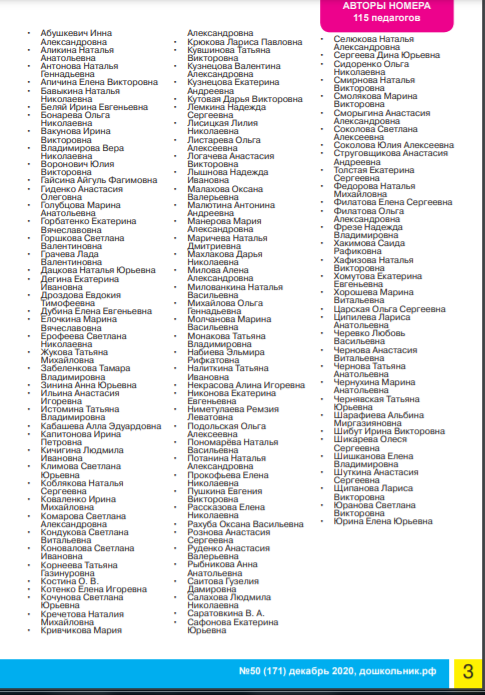 АВТОРЫ НОМЕРА
115 педагогов
• Абушкевич Инна
Александровна
• Аликина Наталья
Анатольевна
• Антонова Наталья
Геннадьевна
• Апичина Елена Викторовна
• Бавыкина Наталья
Николаевна
• Беляй Ирина Евгеньевна
• Бонарева Ольга
Николаевна
• Вакунова Ирина
Викторовна
• Владимирова Вера
Николаевна
• Воронович Юлия
Викторовна
• Гайсина Айгуль Фагимовна
• Гиденко Анастасия
Олеговна
• Голубцова Марина
Анатольевна
• Горбатенко Екатерина
Вячеславовна
• Горшкова Светлана
Валентиновна
• Грачева Лада
Валентиновна
• Дацкова Наталья Юрьевна
• Дегина Екатерина
Ивановна
• Дроздова Евдокия
Тимофеевна
• Дубина Елена Евгеньевна
• Ёлочкина Марина
Вячеславовна
• Ерофеева Светлана
Николаевна
• Жукова Татьяна
Михайловна
• Забеленкова Тамара
Владимировна
• Зинина Анна Юрьевна
• Ильина Анастасия
Игоревна
• Истомина Татьяна
Владимировна
• Кабашева Алла Эдуардовна
• Капитонова Ирина
Петровна
• Кичигина Людмила
Ивановна
• Климова Светлана
Юрьевна
• Коблякова Наталья
Сергеевна
• Коваленко Ирина
Михайловна
• Комарова Светлана
Александровна
• Кондукова Светлана
Витальевна
• Коновалова Светлана
Ивановна
• Корнеева Татьяна
Газинуровна
• Костина О. В.
• Котенко Елена Игоревна
• Кочунова Светлана
Юрьевна
• Кречетова Наталия
Михайловна
• Кривчикова Мария
Александровна
• Крюкова Лариса Павловна
• Кувшинова Татьяна
Викторовна
• Кузнецова Валентина
Александровна
• Кузнецова Екатерина
Андреевна
• Кутовая Дарья Викторовна
• Лемкина Надежда
Сергеевна
• Лисицкая Лилия
Николаевна
• Листарева Ольга
Алексеевна
• Логачева Анастасия
Викторовна
• Лышнова Надежда
Ивановна
• Малахова Оксана
Валерьевна
• Малютина Антонина
Андреевна
• Манерова Мария
Александровна
• Маричева Наталья
Дмитриевна
• Махлакова Дарья
Николаевна
• Милова Алена
Александровна
• Милованкина Наталья
Васильевна
• Михайлова Ольга
Геннадьевна
• Молчанова Марина
Васильевна
• Монакова Татьяна
Владимировна
• Набиева Эльмира
Рифкатовна
• Налиткина Татьяна
Ивановна
• Некрасова Алина Игоревна
• Никонова Екатерина
Евгеньевна
• Ниметулаева Ремзия
Леватовна
• Подольская Ольга
Алексеевна
• Пономарёва Наталья
Васильевна
• Потанина Наталья
Александровна
• Прокофьева Елена
Николаевна
• Пушкина Евгения
Викторовна
• Рассказова Елена
Николаевна
• Рахуба Оксана Васильевна
• Рознова Анастасия
Сергеевна
• Руденко Анастасия
Валерьевна
• Рыбникова Анна
Анатольевна
• Саитова Гузелия
Дамировна
• Салахова Людмила
Николаевна
• Саратовкина В. А.
• Сафонова Екатерина
Юрьевна
• Селюкова Наталья
Александровна
• Сергеева Дина Юрьевна
• Сидоренко Ольга
Николаевна
• Смирнова Наталья
Викторовна
• Смолякова Марина
Викторовна
• Сморыгина Анастасия
Александровна
• Соколова Светлана
Алексеевна
• Соколова Юлия Алексеевна
• Струговщикова Анастасия
Андреевна
• Толстая Екатерина
Сергеевна
• Федорова Наталья
Михайловна
• Филатова Елена Сергеевна
• Филатова Ольга
Александровна
• Фрезе Надежда
Владимировна
• Хакимова Саида
Рафиковна
• Хафизова Наталья
Викторовна
• Хомутова Екатерина
Евгеньевна
• Хорошева Марина
Витальевна
• Царская Ольга Сергеевна
• Ципилева Лариса
Анатольевна
• Черевко Любовь
Васильевна
• Чернова Анастасия
Витальевна
• Чернова Татьяна
Анатольевна
• Чернухина Марина
Анатольевна
• Чернявская Татьяна
Юрьевна
• Шарафиева Альбина
Миргазияновна
• Шибут Ирина Викторовна
• Шикарева Олеся
Сергеевна
• Шишканова Елена
Владимировна
• Шуткина Анастасия
Сергеевна
• Щипанова Лариса
Викторовна
• Юранова Светлана
Викторовна
• Юрина Елена Юрьевна
№50 (171) декабрь 2020, дошкольник.рф
3